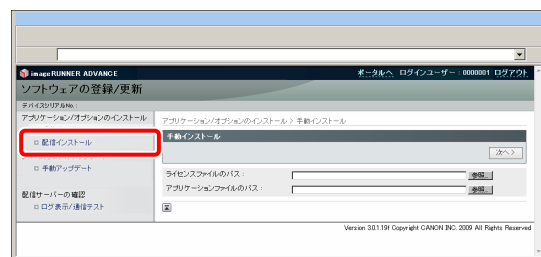 imageRUNNER ADVANCE
ポータルへ ログインユーザー : 0000001 ログアウト
ソフトウェアの登録/更新
デバイスシリアルNo. :
アプリケーション/オプションのインストール
アプリケーション/オプションのインストール > 手動インストール
配信インストール
手動インストール
次へ >
手動アップデート
ライセンスファイルのパス :
参照...
アプリケーションファイルのパス :
参照...
配信サーバーの確認
ログ表示/通信テスト
Version 3.0.1.19f Copyright CANON INC. 2009 All Rights Reserved